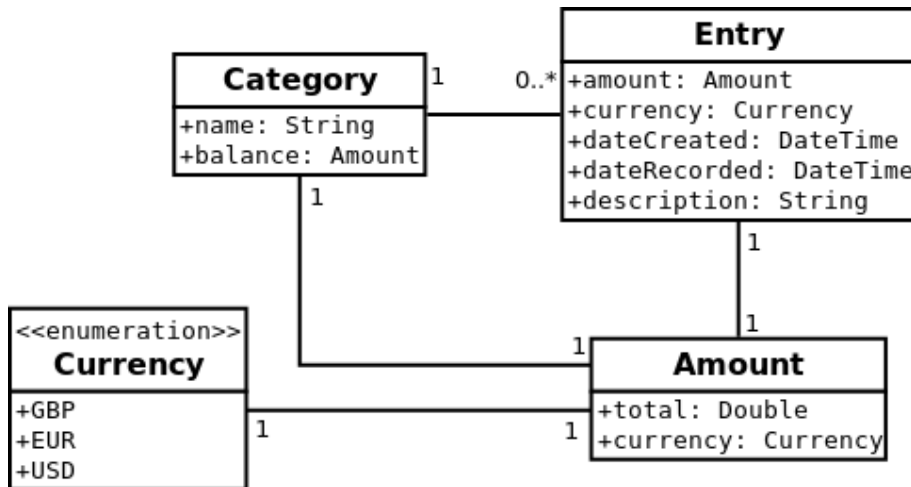 Category
+name: String
+balance: Amount
1
0..*
Entry
+amount: Amount
+currency: Currency
+dateCreated: DateTime
+dateRecorded: DateTime
+description: String
1
1
1
1
<<enumeration>>
Currency
+GBP
+EUR
+USD
1
1
Amount
+total: Double
+currency: Currency